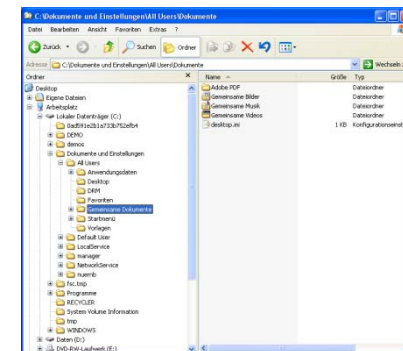 C:\Dokumente und Einstellungen\All Users\Dokumente
Datei Bearbeiten Ansicht Favoriten Extras ?
Zurück Suchen Ordner
Adresse C:\Dokumente und Einstellungen\All Users\Dokumente Wechseln
Ordner Name Größe Typ
Desktop
Eigene Dateien
Arbeitsplatz
Lokaler Datenträger (C:)
DEMO
demos
Dokumente und Einstellungen
All Users
Anwendungsdaten
Desktop
DRM
Favoriten
Gemeinsame Dokumente
Startmenü
Vorlagen
Default User
LocalService
manager
NetworkService
nuemb
fsc.tmp
Programme
RECYCLER
System Volume Information
tmp
WINDOWS
Daten (D:)
DVD-RW-Laufwerk (E:)
Adobe PDF Dateiordner
Gemeinsame Bilder Dateiordner
Gemeinsame Musik Dateiordner
Gemeinsame Videos Dateiordner
desktop.ini 1 KB Konfigurationseinst